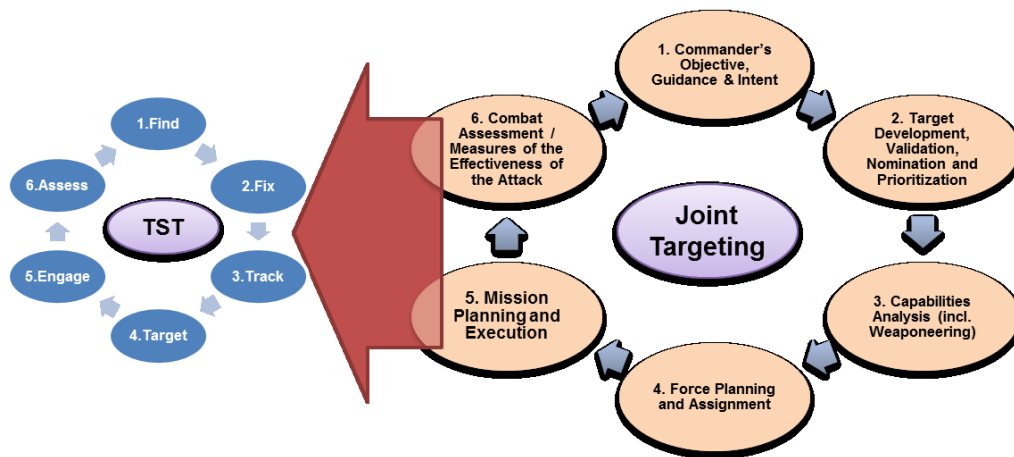 1.Find
2.Fix
3.Track
4.Target
5.Engage
6.Assess
TST
1. Commander's
Objective,
Guidance & Intent
2. Target
Development,
Validation,
Nomination and
Prioritization
3. Capabilities
Analysis (incl.
Weaponeering)
4. Force Planning
and Assignment
5. Mission
Planning and
Execution
6. Combat
Assessment /
Measures of the
Effectiveness of
the Attack
Joint
Targeting